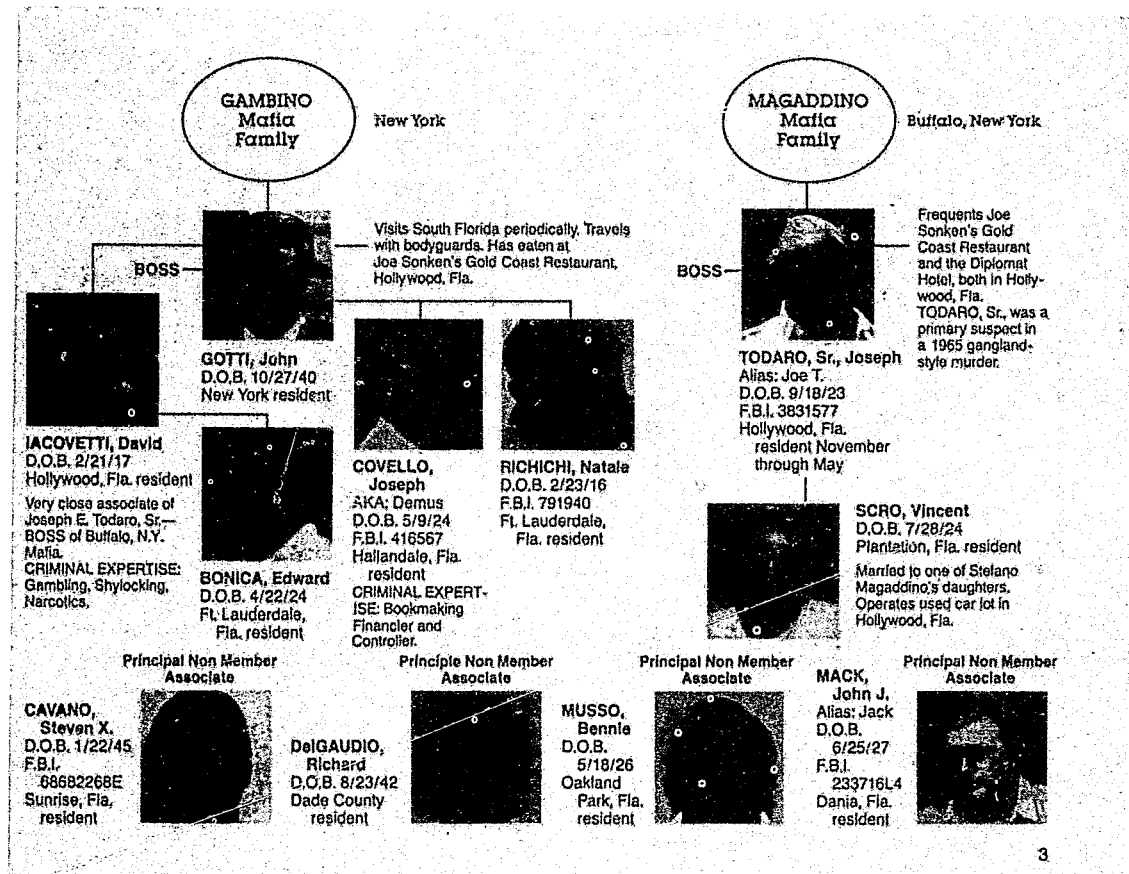 GAMBINO
Mafia
Family
New York
BOSS
Visits South Florida periodically. Travels
with bodyguards. Has eaten at
Joe Sonken's Gold Coast Restaurant,
Hollywood, Fla.
GOTTI, John
D.O.B. 10/27/40
New York resident
IACOVETTI, David
D.O.B. 2/21/17
Hollywood, Fla. resident
Very close associate of
Joseph E. Todaro, Sr.—
BOSS of Buffalo, N.Y.
Mafia.
CRIMINAL EXPERTISE:
Gambling, Shylocking,
Narcotics.
BONICA, Edward
D.O.B. 4/22/24
Ft. Lauderdale,
Fla. resident
COVELLO,
Joseph
AKA; Demus
D.O.B. 5/9/24
F.B.I. 416567
Hallandale, Fla.
resident
CRIMINAL EXPERT-
ISE: Bookmaking
Financier and
Controller.
RICHICHI, Natale
D.O.B. 2/23/16
F.B.I. 791940
Ft. Lauderdale,
Fla. resident
MAGADDINO
Mafia
Family
Buffalo, New York
BOSS
Frequents Joe
Sonken's Gold
Coast Restaurant
and the Diplomat
Hotel, both in Holly-
wood, Fla.
TODARO, Sr., was a
primary suspect in
a 1965 gangland-
style murder.
TODARO, Sr., Joseph
Alias: Joe T.
D.O.B. 9/18/23
F.B.I. 3831577
Hollywood, Fla.
resident November
through May
SCRO, Vincent
D.O.B. 7/28/24
Plantation, Fla. resident
Married to one of Stefano
Magaddino's daughters.
Operates used car lot in
Hollywood, Fla.
Principal Non Member
Associate
CAVANO,
Steven X.
D.O.B. 1/22/45
F.B.I.
68682268E
Sunrise, Fla.
resident
Principle Non Member
Associate
DelGAUDIO,
Richard
D.O.B. 8/23/42
Dade County
resident
Principal Non Member
Associate
MUSSO,
Bennie
D.O.B.
5/18/26
Oakland
Park, Fla.
resident
Principal Non Member
Associate
MACK,
John J.
Alias: Jack
D.O.B.
6/25/27
F.B.I.
233716L4
Dania, Fla.
resident
3